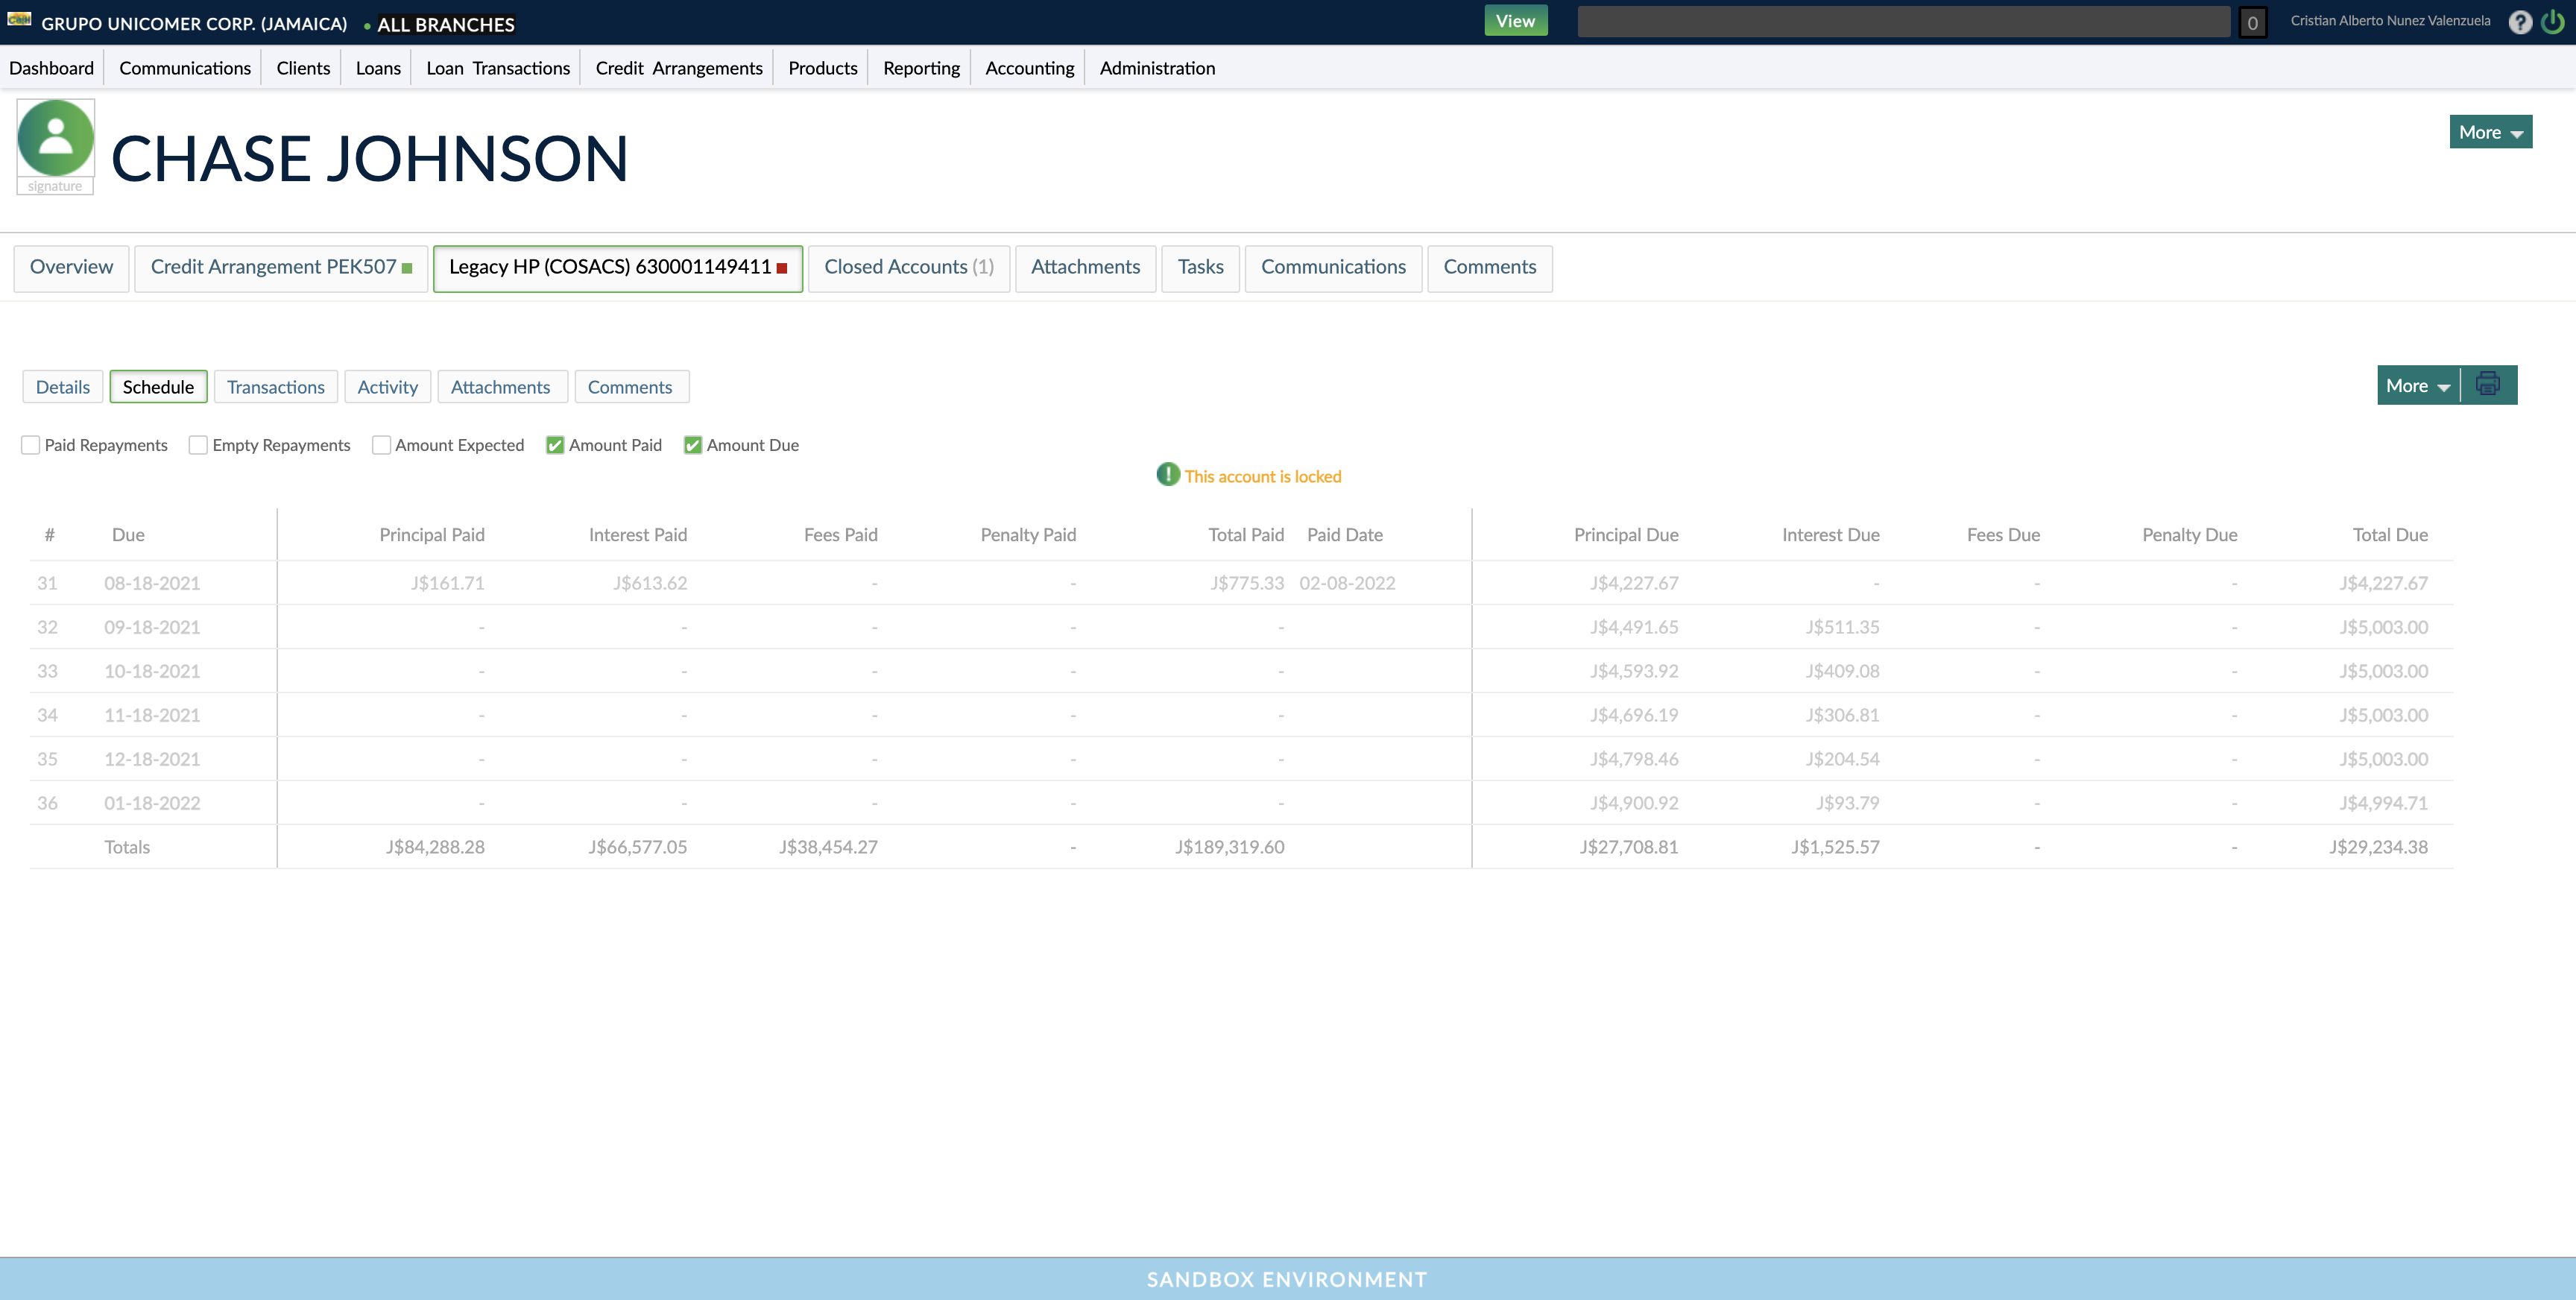 GRUPO UNICOMER CORP. (JAMAICA) • ALL BRANCHES View 0 Cristian Alberto Nunez Valenzuela ?
Dashboard Communications Clients Loans Loan Transactions Credit Arrangements Products Reporting Accounting Administration
CHASE JOHNSON
signature
More
Overview Credit Arrangement PEK507 Legacy HP (COSACS) 630001149411 Closed Accounts (1) Attachments Tasks Communications Comments
Details Schedule Transactions Activity Attachments Comments More
Paid Repayments Empty Repayments Amount Expected Amount Paid Amount Due
! This account is locked
# Due Principal Paid Interest Paid Fees Paid Penalty Paid Total Paid Paid Date Principal Due Interest Due Fees Due Penalty Due Total Due
31 08-18-2021 J$161.71 J$613.62 - - J$775.33 02-08-2022 J$4,227.67 - - - J$4,227.67
32 09-18-2021 - - - - - J$4,491.65 J$511.35 - - J$5,003.00
33 10-18-2021 - - - - - J$4,593.92 J$409.08 - - J$5,003.00
34 11-18-2021 - - - - - J$4,696.19 J$306.81 - - J$5,003.00
35 12-18-2021 - - - - - J$4,798.46 J$204.54 - - J$5,003.00
36 01-18-2022 - - - - - J$4,900.92 J$93.79 - - J$4,994.71
Totals J$84,288.28 J$66,577.05 J$38,454.27 - J$189,319.60 J$27,708.81 J$1,525.57 - - J$29,234.38
SANDBOX ENVIRONMENT